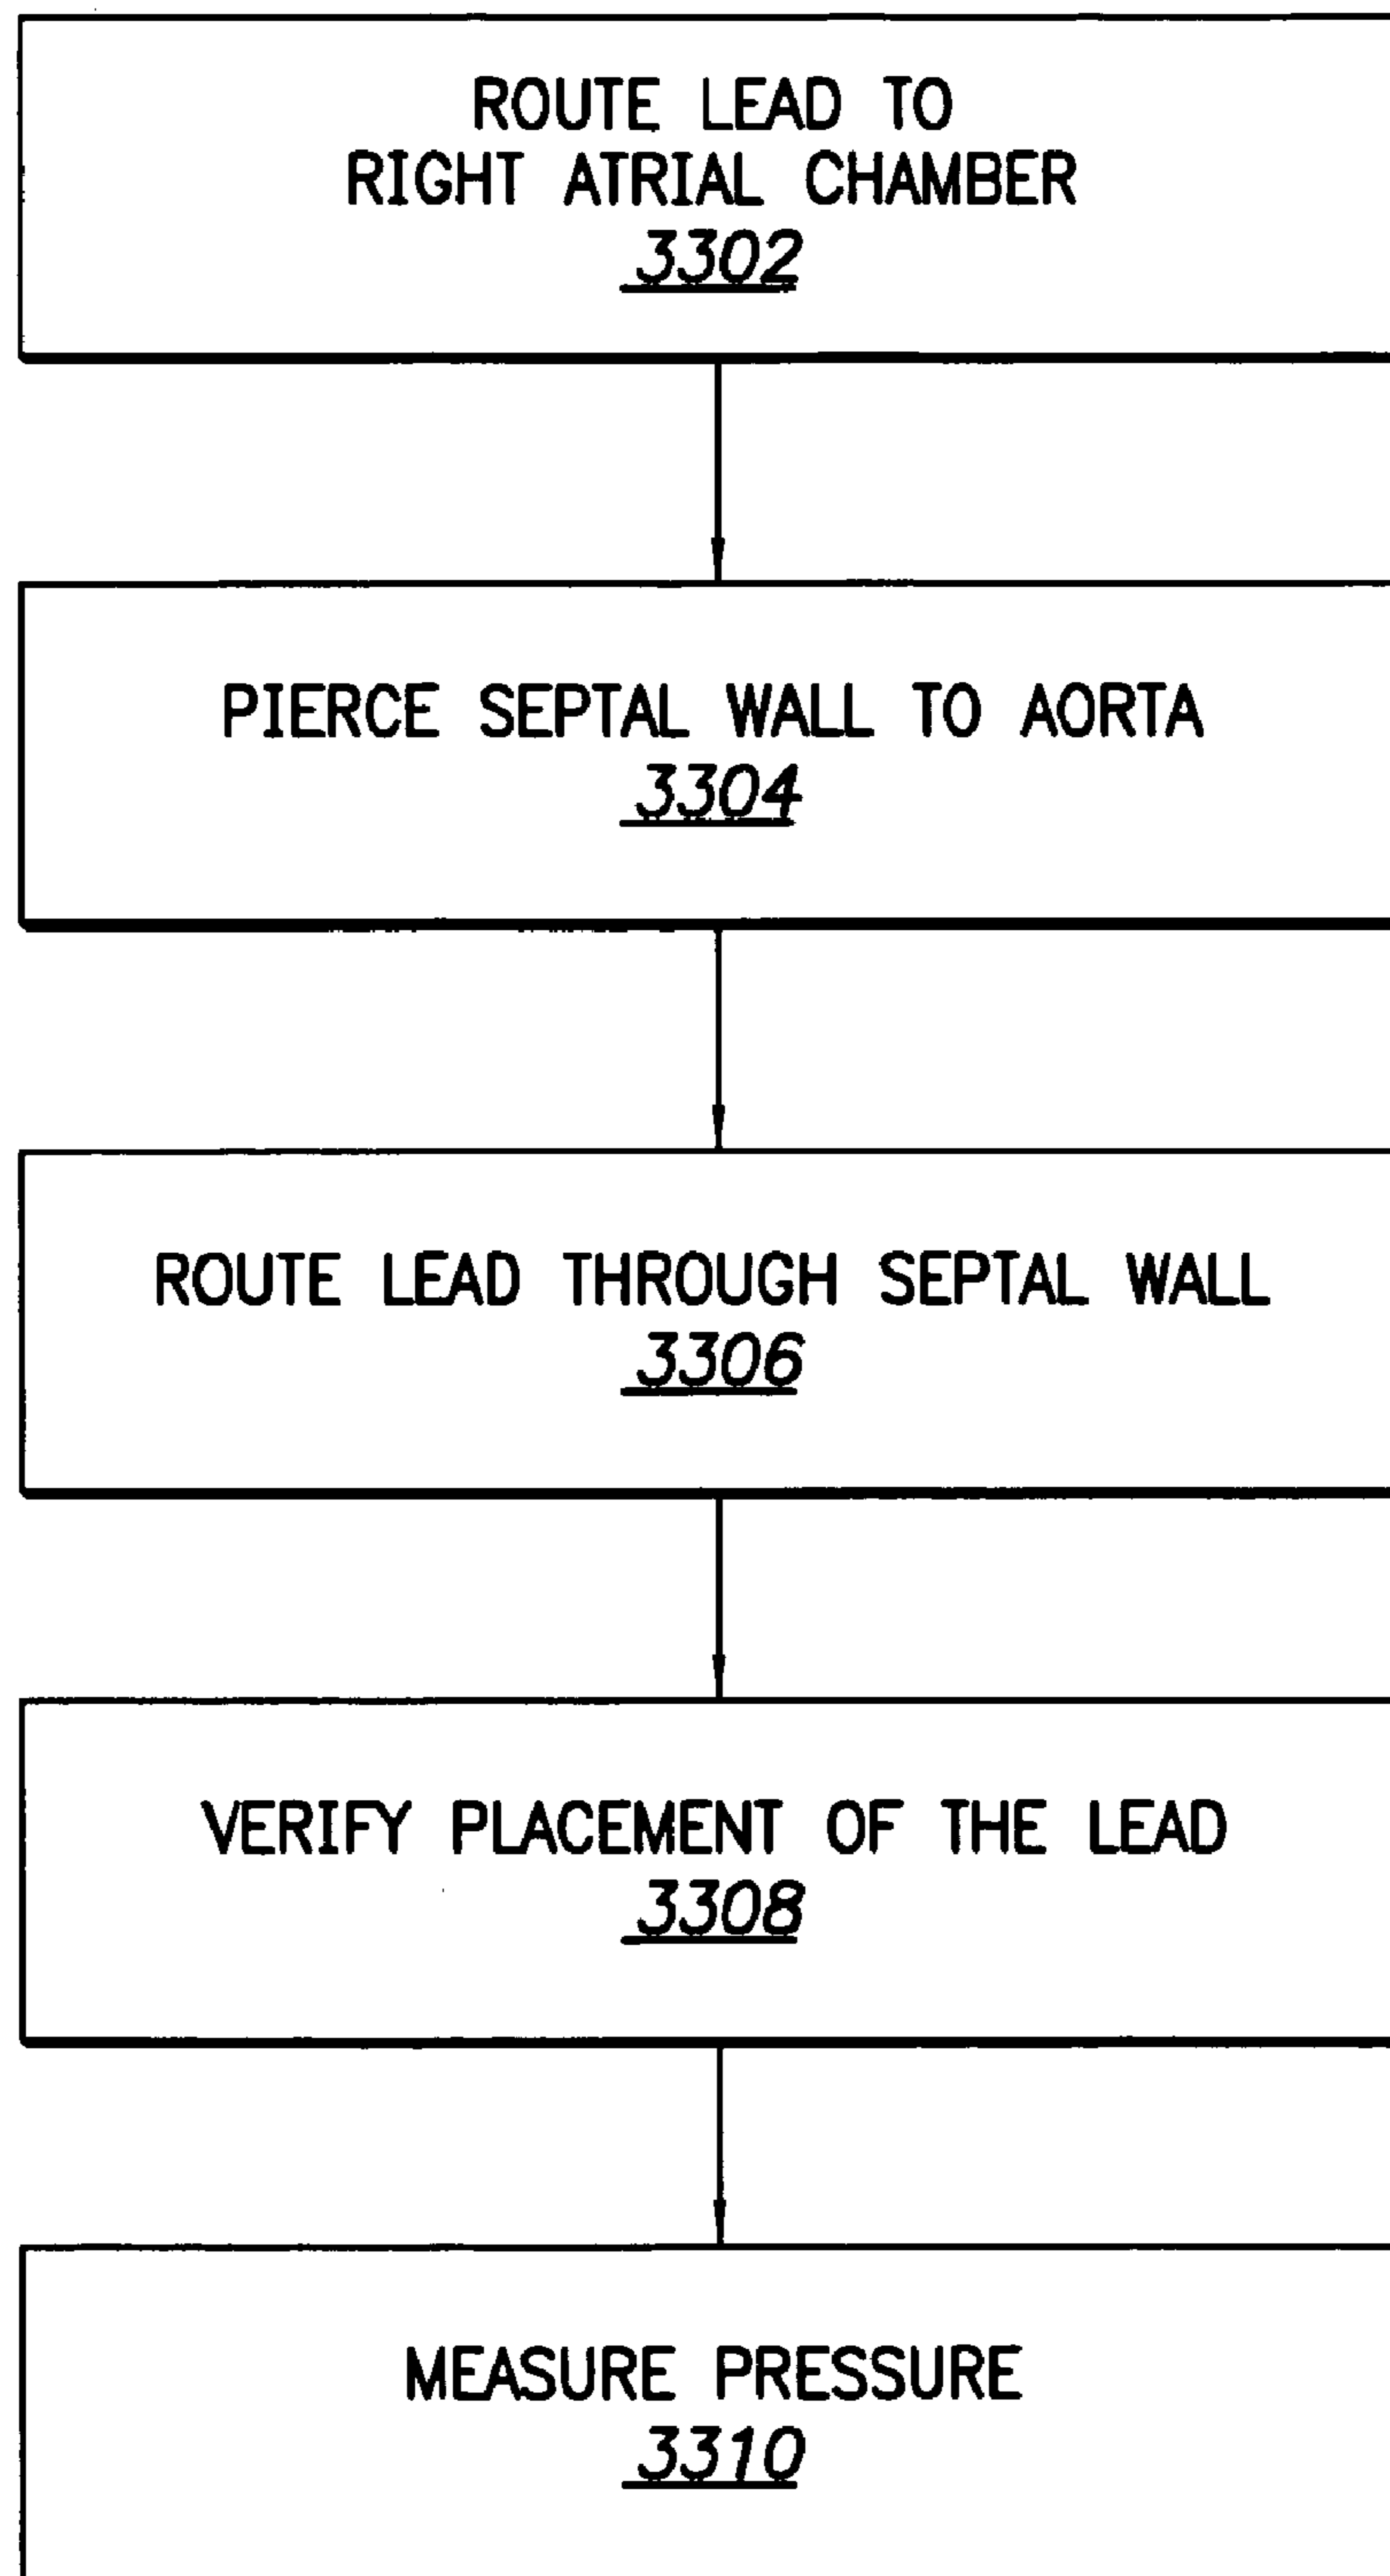 ROUTE LEAD TO
RIGHT ATRIAL CHAMBER
3302
PIERCE SEPTAL WALL TO AORTA
3304
ROUTE LEAD THROUGH SEPTAL WALL
3306
VERIFY PLACEMENT OF THE LEAD
3308
MEASURE PRESSURE
3310